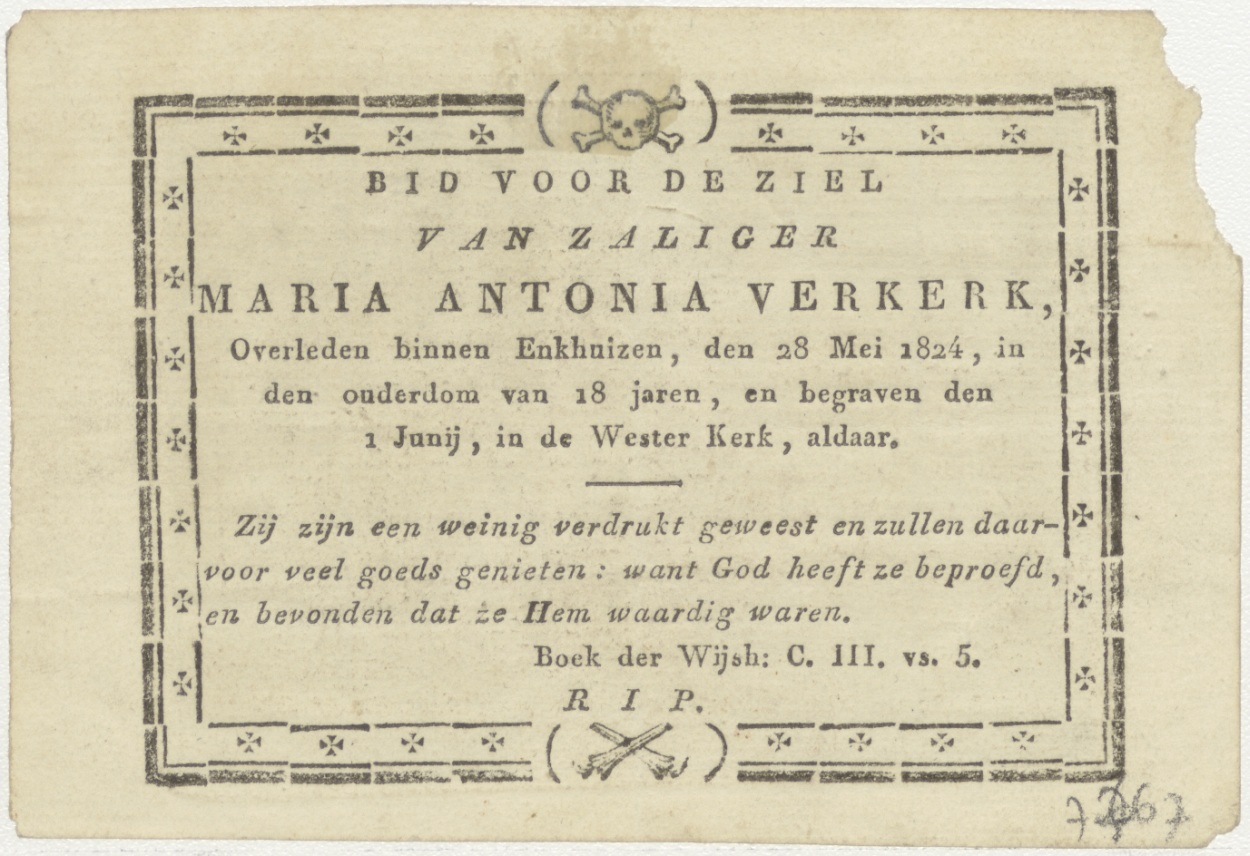 BID VOOR DE ZIEL
VAN ZALIGER
MARIA ANTONIA VERKERK,
Overleden binnen Enkhuizen, den 28 Mei 1824, in
den ouderdom van 18 jaren, en begraven den
1 Junij, in de Wester Kerk, aldaar.
Zij zijn een weinig verdrukt geweest en zullen daar-
voor veel goeds genieten: want God heeft ze beproefd,
en bevonden dat ze Hem waardig waren.
Boek der Wijsh: C. III. vs. 5.
R I P.